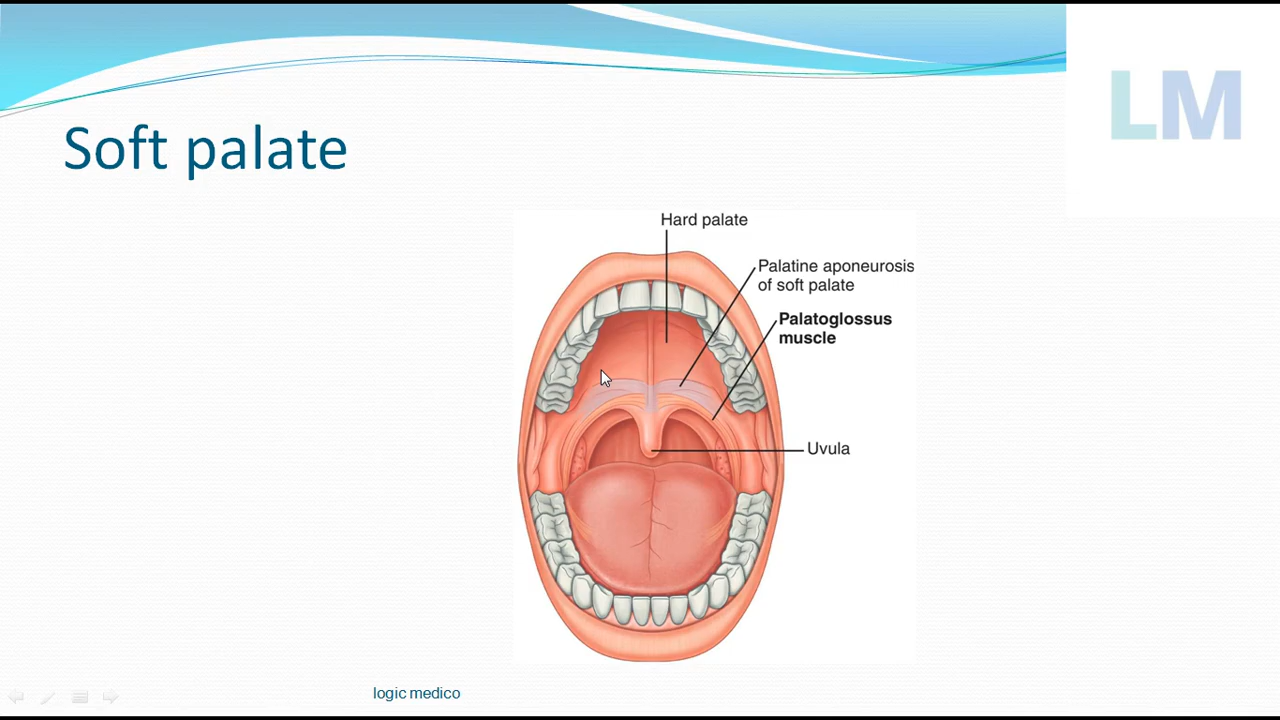 LM
Soft palate
Hard palate
Palatine aponeurosis
of soft palate
Palatoglossus
muscle
Uvula
logic medico